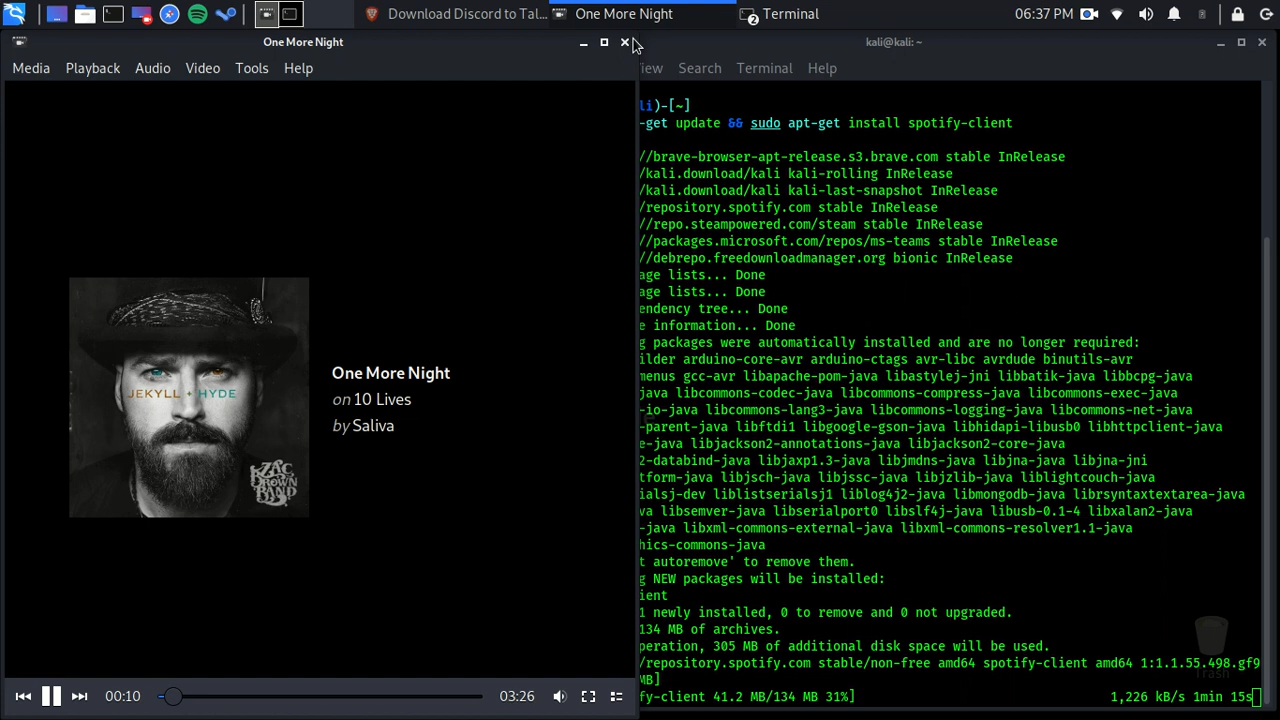 Download Discord to Tal...
One More Night
Terminal
2
06:37 PM
One More Night
Media Playback Audio Video Tools Help
JEKYLL + HYDE
ZAC BROWN BAND
One More Night
on 10 Lives
by Saliva
00:10
03:26
kali@kali: ~
iew Search Terminal Help
li)-[~]
-get update && sudo apt-get install spotify-client
//brave-browser-apt-release.s3.brave.com stable InRelease
/kali.download/kali kali-rolling InRelease
/kali.download/kali kali-last-snapshot InRelease
/repository.spotify.com stable InRelease
//repo.steampowered.com/steam stable InRelease
//packages.microsoft.com/repos/ms-teams stable InRelease
//debrepo.freedownloadmanager.org bionic InRelease
age lists... Done
age lists... Done
endency tree... Done
e information... Done
g packages were automatically installed and are no longer required:
ilder arduino-core-avr arduino-ctags avr-libc avrdude binutils-avr
menus gcc-avr libapache-pom-java libastylej-jni libbatik-java libbcpg-java
java libcommons-codec-java libcommons-compress-java libcommons-exec-java
-io-java libcommons-lang3-java libcommons-logging-java libcommons-net-java
-parent-java libftdi1 libgoogle-gson-java libhidapi-libusb0 libhttpclient-java
e-java libjackson2-annotations-java libjackson2-core-java
2-databind-java libjaxp1.3-java libjmdns-java libjna-java libjna-jni
tform-java libjsch-java libjssc-java libjzlib-java liblightcouch-java
ialsj-dev liblistserialsj1 liblog4j2-java libmongodb-java librsyntaxtextarea-java
va libsemver-java libserialport0 libslf4j-java libusb-0.1-4 libxalan2-java
-java libxml-commons-external-java libxml-commons-resolver1.1-java
hics-commons-java
t autoremove' to remove them.
g NEW packages will be installed:
ient
1 newly installed, 0 to remove and 0 not upgraded.
134 MB of archives.
peration, 305 MB of additional disk space will be used.
/repository.spotify.com stable/non-free amd64 spotify-client amd64 1:1.1.55.498.gf9
MB]
fy-client 41.2 MB/134 MB 31%] 1,226 kB/s 1min 15s
Trash